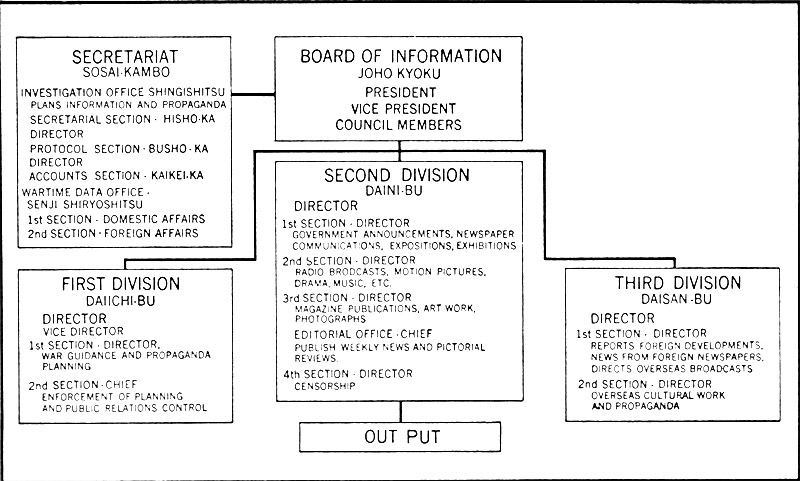 SECRETARIAT
SOSAI-KAMBO
INVESTIGATION OFFICE SHINGISHITSU
PLANS INFORMATION AND PROPAGANDA
SECRETARIAL SECTION - HISHO-KA
DIRECTOR
PROTOCOL SECTION - BUSHO-KA
DIRECTOR
ACCOUNTS SECTION - KAIKEI-KA
WARTIME DATA OFFICE -
SENJI SHIRYOSHITSU
1st SECTION - DOMESTIC AFFAIRS
2nd SECTION - FOREIGN AFFAIRS
BOARD OF INFORMATION
JOHO KYOKU
PRESIDENT
VICE PRESIDENT
COUNCIL MEMBERS
FIRST DIVISION
DAIICHI-BU
DIRECTOR
VICE DIRECTOR
1st SECTION - DIRECTOR,
WAR GUIDANCE AND PROPAGANDA
PLANNING
2nd SECTION - CHIEF
ENFORCEMENT OF PLANNING
AND PUBLIC RELATIONS CONTROL
SECOND DIVISION
DAINI-BU
DIRECTOR
1st SECTION - DIRECTOR
GOVERNMENT ANNOUNCEMENTS, NEWSPAPER
COMMUNICATIONS, EXPOSITIONS, EXHIBITIONS
2nd SECTION - DIRECTOR
RADIO BRODCASTS, MOTION PICTURES,
DRAMA, MUSIC, ETC.
3rd SECTION - DIRECTOR
MAGAZINE PUBLICATIONS, ART WORK,
PHOTOGRAPHS
EDITORIAL OFFICE - CHIEF
PUBLISH WEEKLY NEWS AND PICTORIAL
REVIEWS.
4th SECTION - DIRECTOR
CENSORSHIP
OUT PUT
THIRD DIVISION
DAISAN-BU
DIRECTOR
1st SECTION - DIRECTOR
REPORTS FOREIGN DEVELOPMENTS,
NEWS FROM FOREIGN NEWSPAPERS,
DIRECTS OVERSEAS BROADCASTS
2nd SECTION - DIRECTOR
OVERSEAS CULTURAL WORK
AND PROPAGANDA